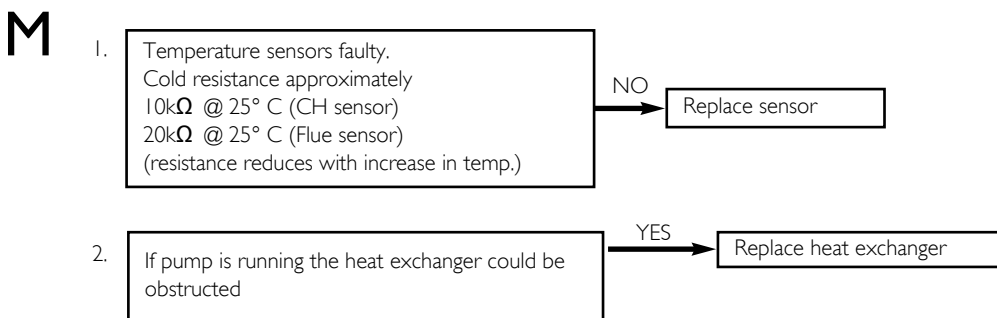 M
1.
Temperature sensors faulty.
Cold resistance approximately
10kΩ @ 25° C (CH sensor)
20kΩ @ 25° C (Flue sensor)
(resistance reduces with increase in temp.)
NO
Replace sensor
2.
If pump is running the heat exchanger could be
obstructed
YES
Replace heat exchanger